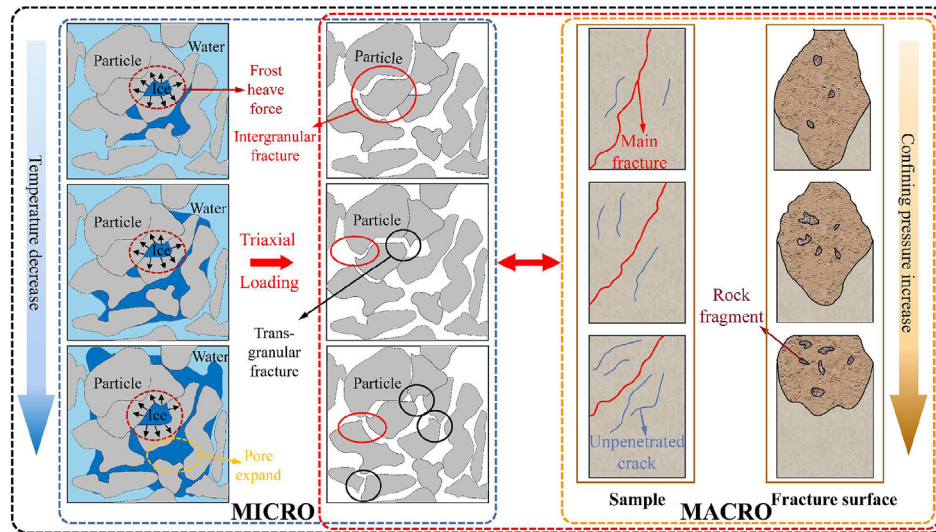 Temperature decrease
Water
Particle
Ice
Frost
heave
force
Intergranular
fracture
Water
Particle
Ice
Triaxial
Loading
Trans-
granular
fracture
Water
Particle
Ice
Pore
expand
Particle
Particle
MICRO
Main
fracture
Unpenetrated
crack
Sample
Rock
fragment
Fracture surface
MACRO
Confining pressure increase